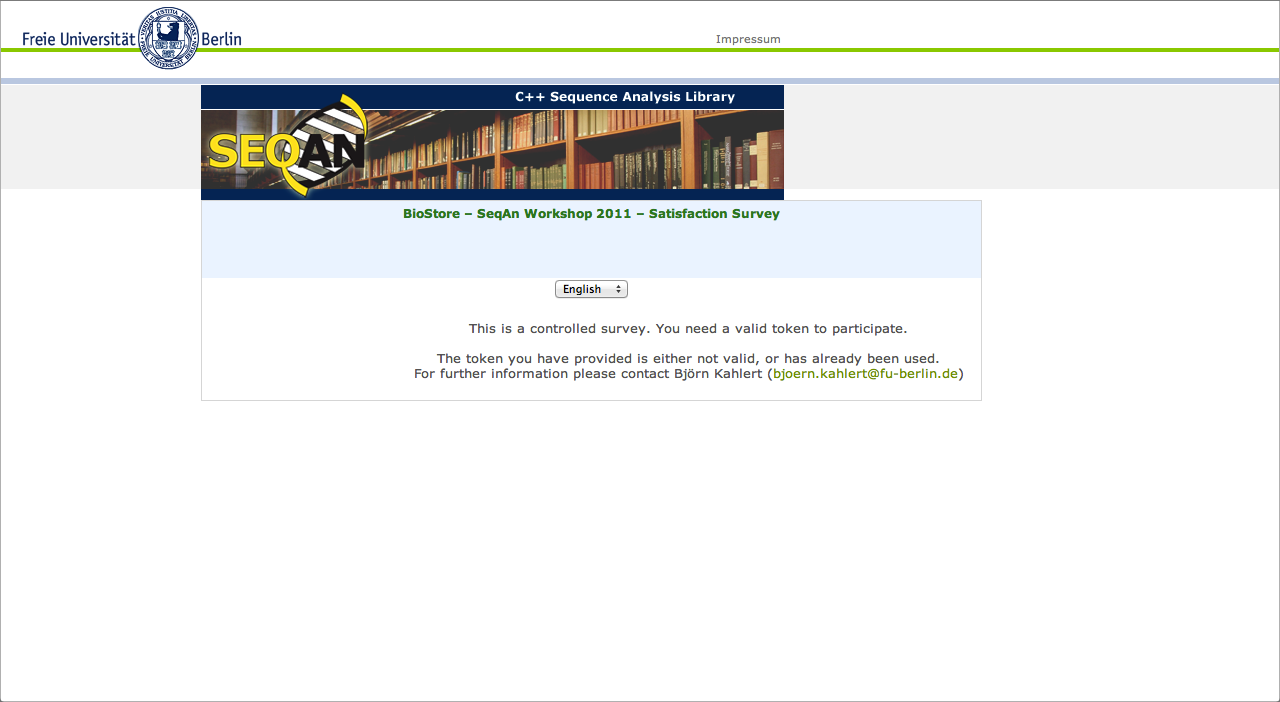 Freie Universität Berlin
Impressum
C++ Sequence Analysis Library
SEQAN
BioStore – SeqAn Workshop 2011 – Satisfaction Survey
English
This is a controlled survey. You need a valid token to participate.
The token you have provided is either not valid, or has already been used.
For further information please contact Björn Kahlert (bjoern.kahlert@fu-berlin.de)